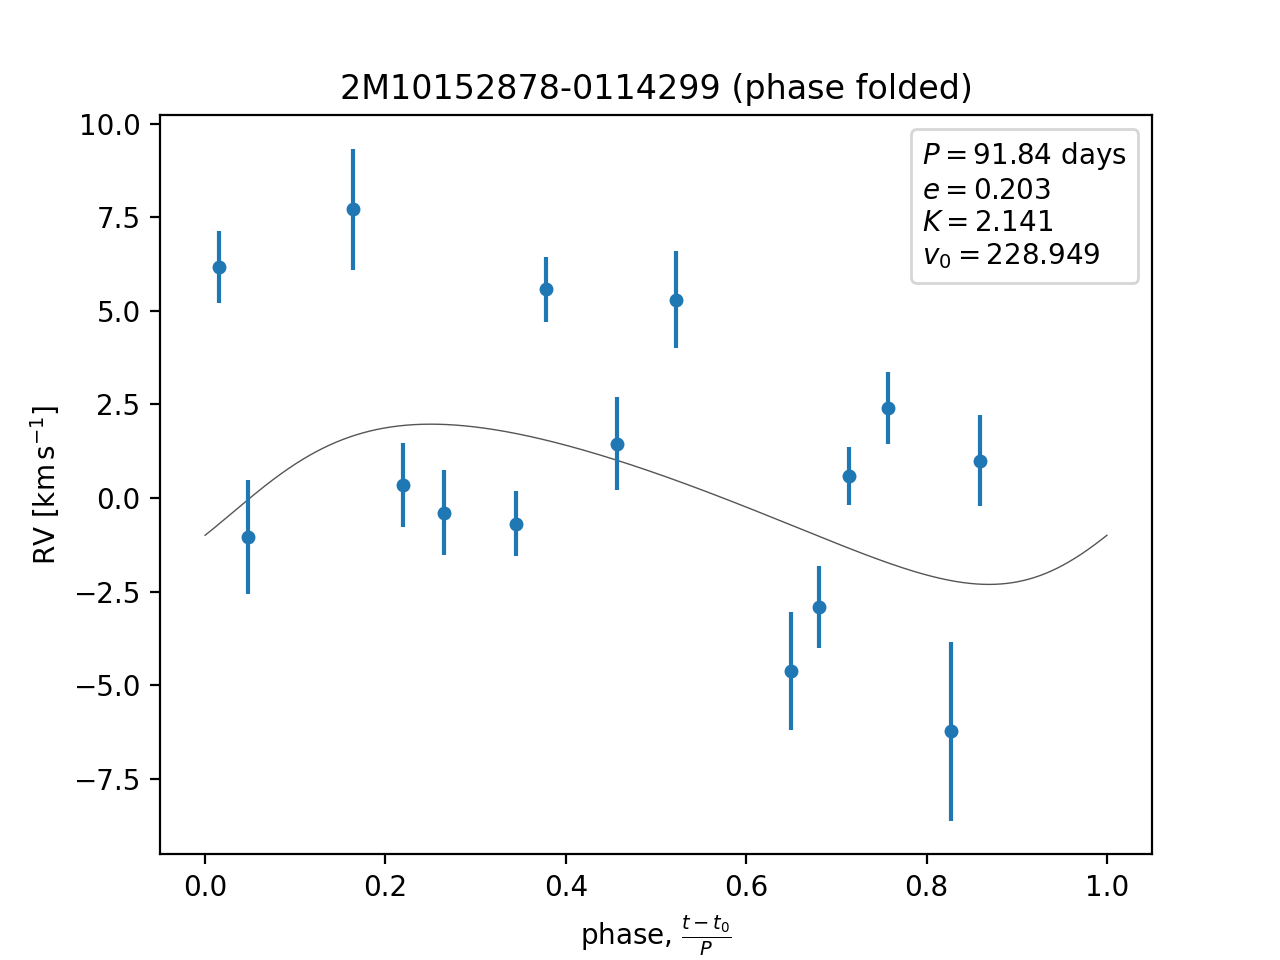 2M10152878-0114299 (phase folded)
10.0
7.5
5.0
2.5
0.0
−2.5
−5.0
−7.5
RV [km s⁻¹]
P = 91.84 days
e = 0.203
K = 2.141
v₀ = 228.949
0.0 0.2 0.4 0.6 0.8 1.0
phase, (t − t₀)/P